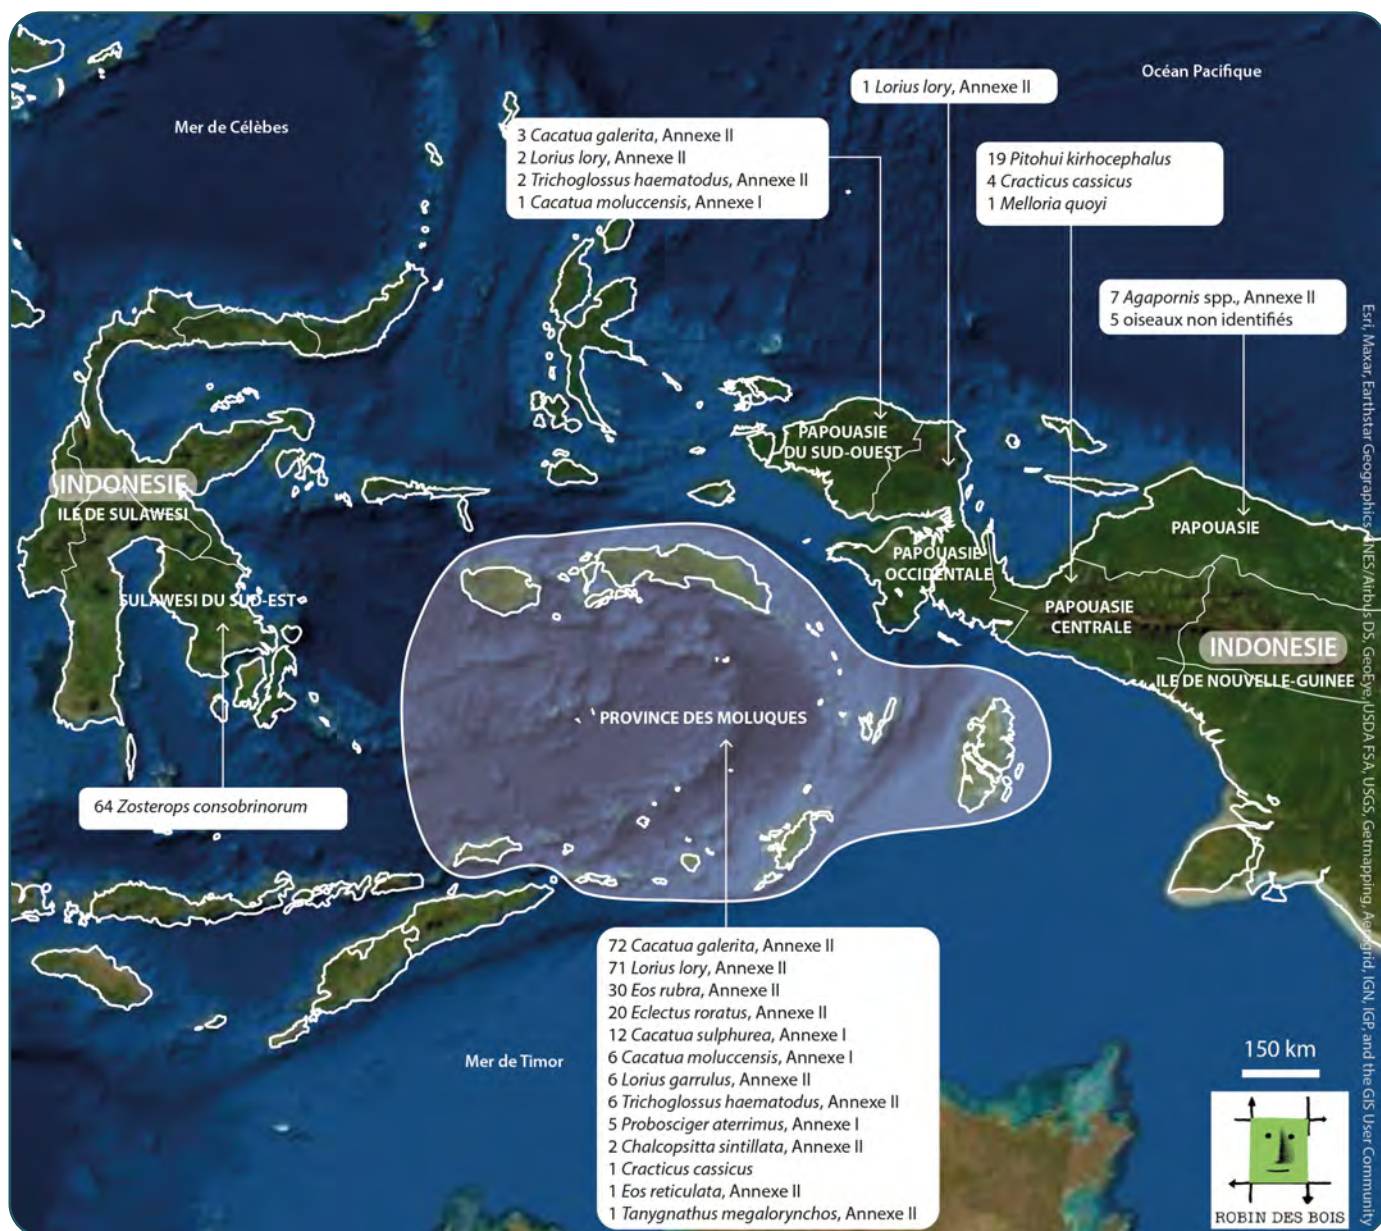 Océan Pacifique
Mer de Célèbes
1 Lorius lory, Annexe II
3 Cacatua galerita, Annexe II
2 Lorius lory, Annexe II
2 Trichoglossus haematodus, Annexe II
1 Cacatua moluccensis, Annexe I
19 Pitohui kirhocephalus
4 Cracticus cassicus
1 Melloria quoyi
7 Agapornis spp., Annexe II
5 oiseaux non identifiés
PAPOUASIE
DU SUD-OUEST
INDONESIE
ILE DE SULAWESI
PAPOUASIE
PAPOUASIE
OCCIDENTALE
SULAWESI DU SUD-EST
PAPOUASIE
CENTRALE
INDONESIE
ILE DE NOUVELLE-GUINEE
PROVINCE DES MOLUQUES
64 Zosterops consobrinorum
72 Cacatua galerita, Annexe II
71 Lorius lory, Annexe II
30 Eos rubra, Annexe II
20 Eclectus roratus, Annexe II
12 Cacatua sulphurea, Annexe I
6 Cacatua moluccensis, Annexe I
6 Lorius garrulus, Annexe II
6 Trichoglossus haematodus, Annexe II
5 Probosciger aterrimus, Annexe I
2 Chalcopsitta sintillata, Annexe II
1 Cracticus cassicus
1 Eos reticulata, Annexe II
1 Tanygnathus megalorynchos, Annexe II
Mer de Timor
150 km
ROBIN DES BOIS
Esri, Maxar, Earthstar Geographics, CNES/Airbus DS, GeoEye, USDA FSA, USGS, Getmapping, Aerogrid, IGN, IGP, and the GIS User Community